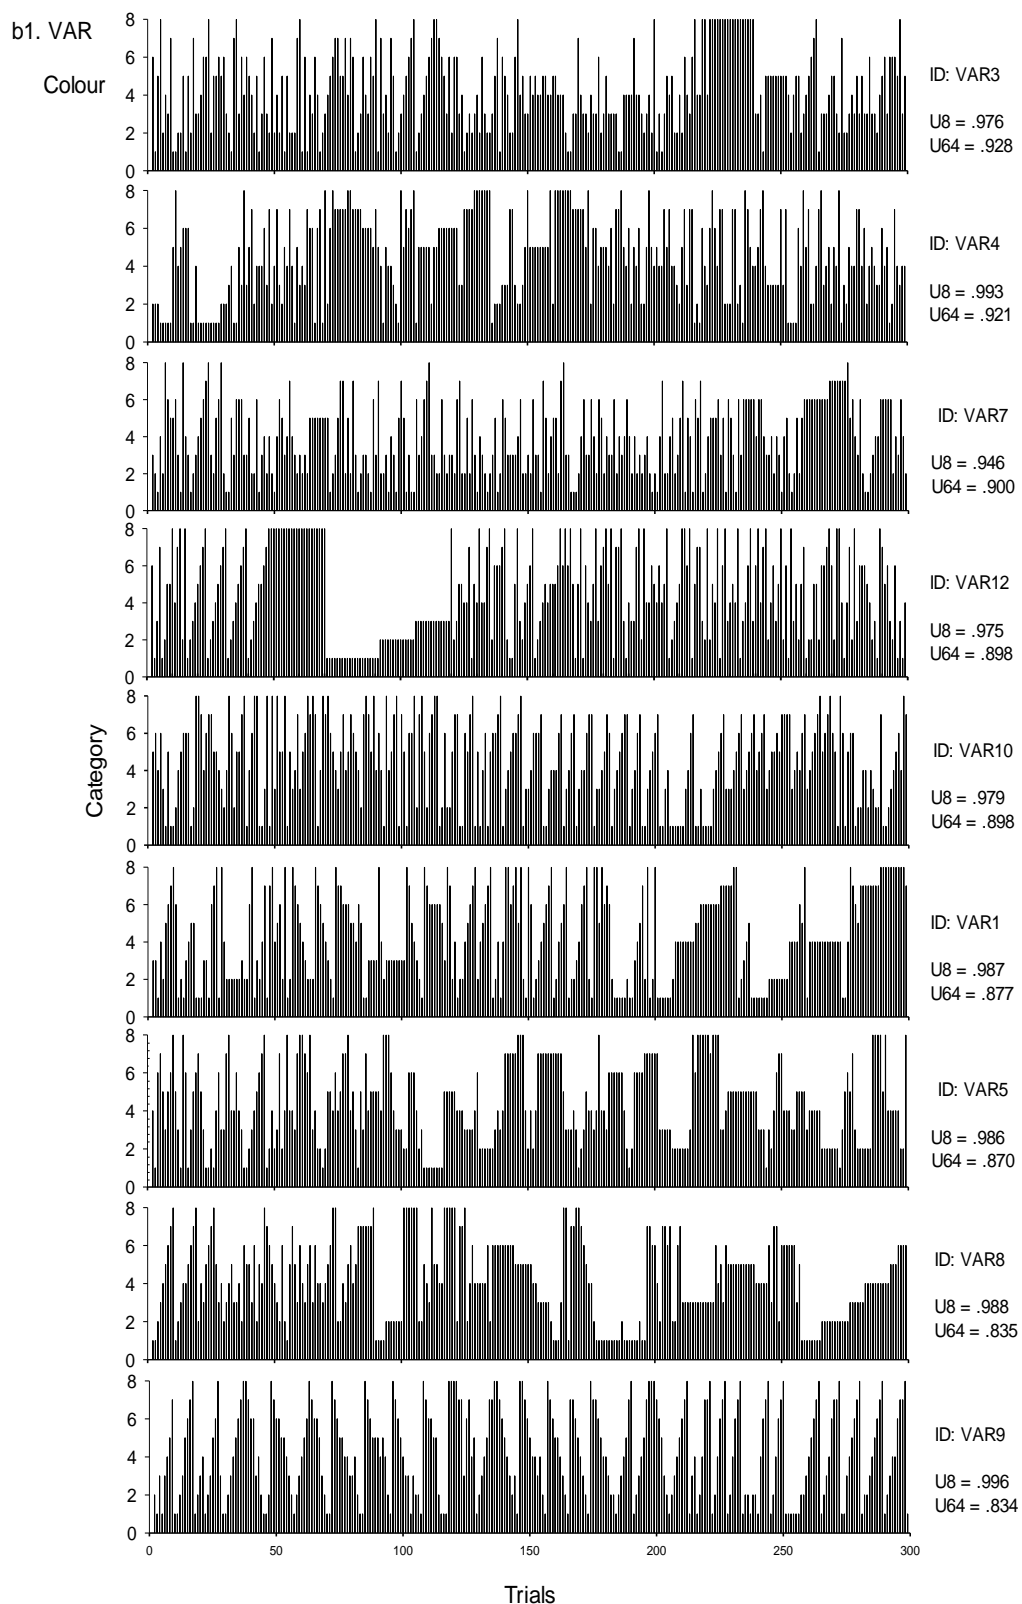 b1. VAR
Colour
8
6
4
2
0
ID: VAR3
U8 = .976
U64 = .928
8
6
4
2
0
ID: VAR4
U8 = .993
U64 = .921
8
6
4
2
0
ID: VAR7
U8 = .946
U64 = .900
8
6
4
2
0
ID: VAR12
U8 = .975
U64 = .898
Category
8
6
4
2
0
ID: VAR10
U8 = .979
U64 = .898
8
6
4
2
0
ID: VAR1
U8 = .987
U64 = .877
8
6
4
2
0
ID: VAR5
U8 = .986
U64 = .870
8
6
4
2
0
ID: VAR8
U8 = .988
U64 = .835
8
6
4
2
0
ID: VAR9
U8 = .996
U64 = .834
0 50 100 150 200 250 300
Trials